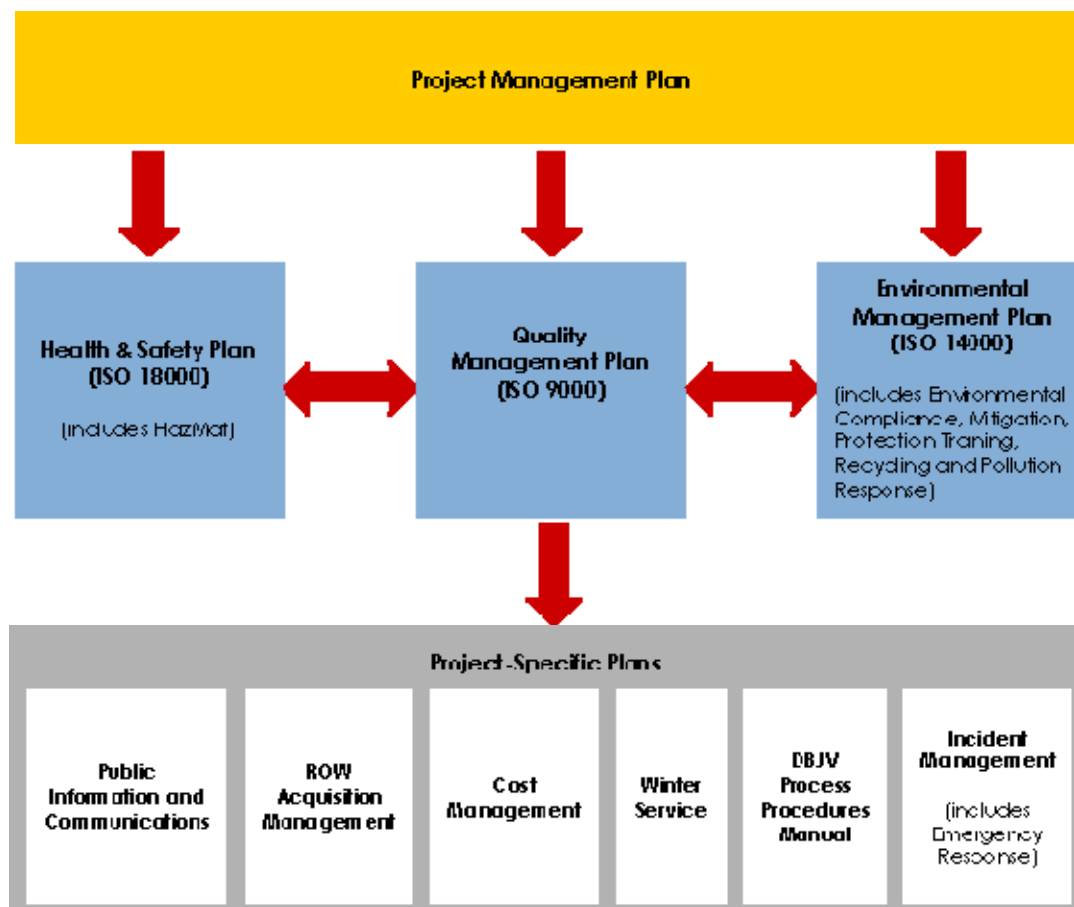 Project Management Plan
Health & Safety Plan
(ISO 18000)
(includes HazMat)
Quality
Management Plan
(ISO 9000)
Environmental
Management Plan
(ISO 14000)
(includes Environmental
Compliance, Mitigation,
Protection Traning,
Recycling and Pollution
Response)
Project-Specific Plans
Public
Information and
Communications
ROW
Acquisition
Management
Cost
Management
Winter
Service
DBJV
Process
Procedures
Manual
Incident
Management
(includes
Emergency
Response)